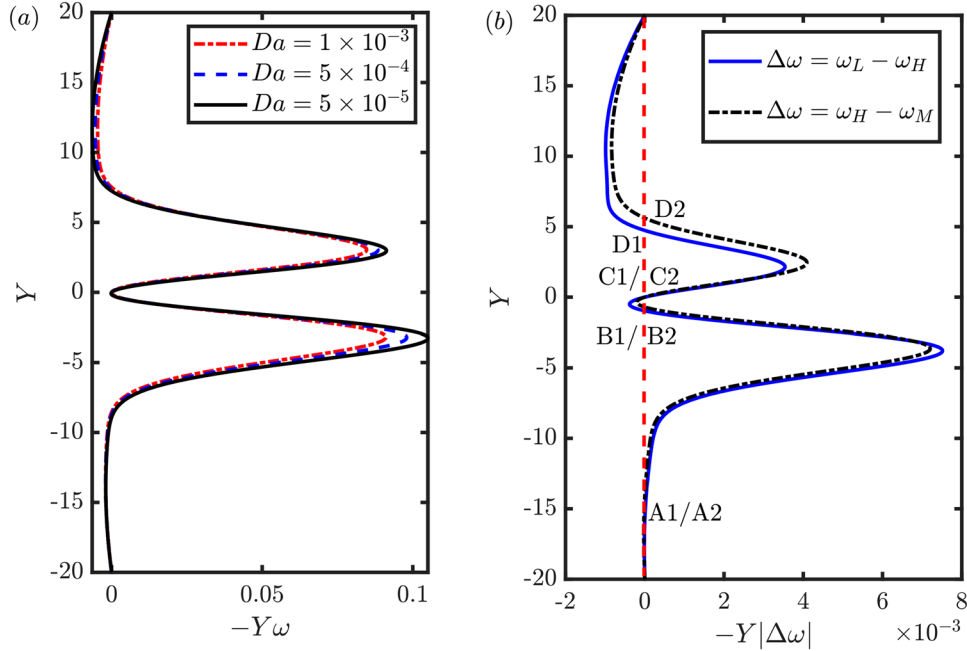 (a)
20
15
10
5
0
-5
-10
-15
-20
Y
0
0.05
0.1
−Yω
Da = 1 × 10⁻³
Da = 5 × 10⁻⁴
Da = 5 × 10⁻⁵
(b)
20
15
10
5
0
-5
-10
-15
-20
Y
-2
0
2
4
6
8
×10⁻³
−Y|Δω|
Δω = ω_L − ω_H
Δω = ω_H − ω_M
D2
D1
C1/ C2
B1/ B2
A1/A2